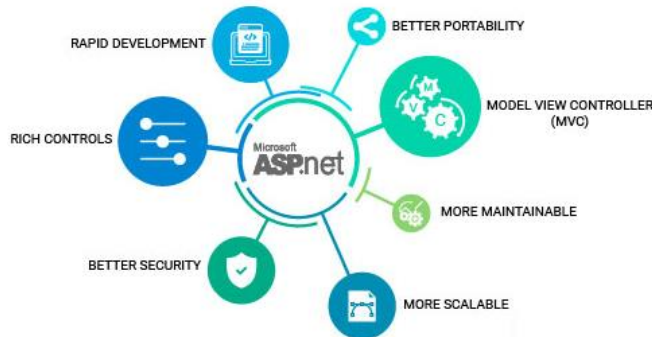 RAPID DEVELOPMENT
BETTER PORTABILITY
M
V
C
MODEL VIEW CONTROLLER
(MVC)
RICH CONTROLS
Microsoft
ASP.net
MORE MAINTAINABLE
BETTER SECURITY
MORE SCALABLE